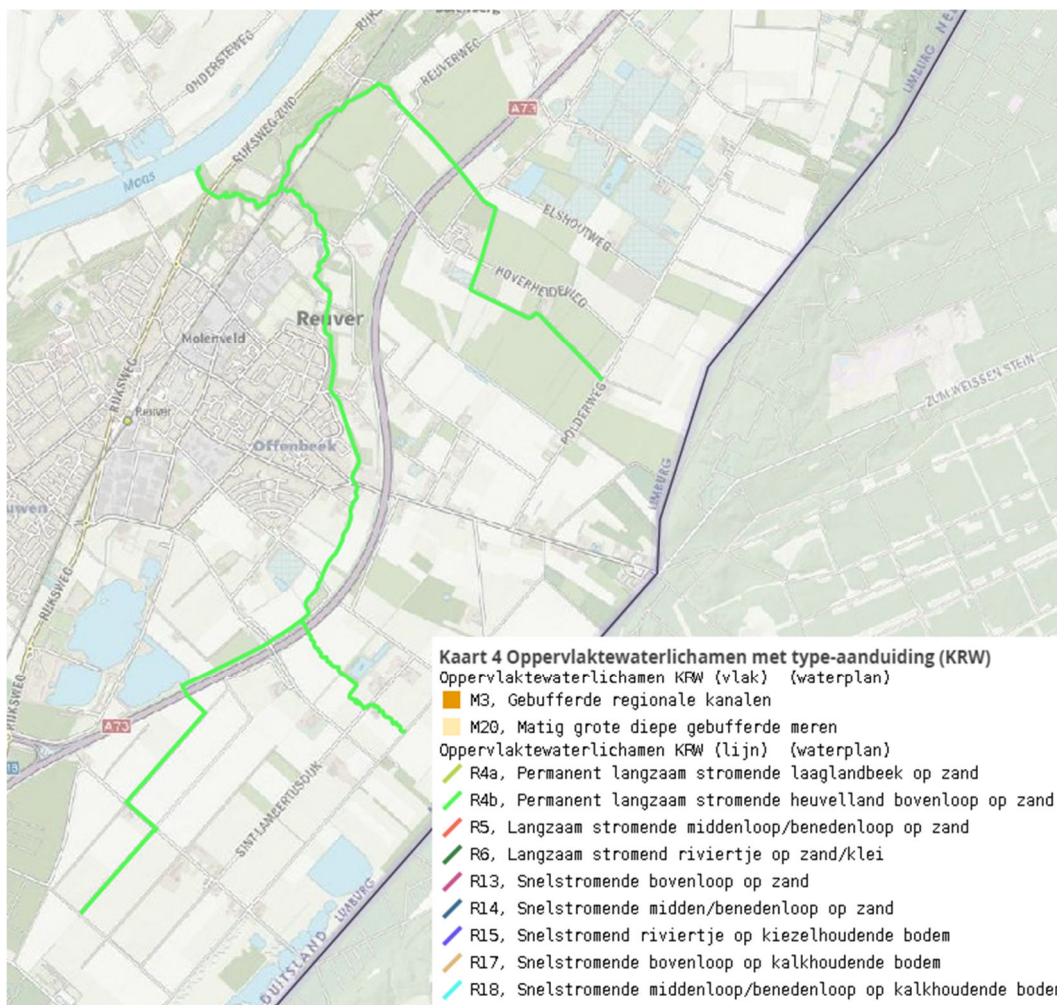 ONDERSTEWEG
RIJKSWEG-ZUID
REUVERWEG
A73
LIMBURG
Maas
ELSHOUTWEG
HOVERHEIDEWEG
Reuver
Molenveld
RIJKSWEG
Reuver
Offenbeek
POLDERWEG
ZUM WEISSEN STEIN
LIMBURG
RIJKSWEG
A73
RIJKSWEG
SINT-LAMBERTUSDIJK
LIMBURG
DUITSLAND
Kaart 4 Oppervlaktewaterlichamen met type-aanduiding (KRW)
Oppervlaktewaterlichamen KRW (vlak) (waterplan)
M3, Gebufferde regionale kanalen
M20, Matig grote diepe gebufferde meren
Oppervlaktewaterlichamen KRW (lijn) (waterplan)
R4a, Permanent langzaam stromende laaglandbeek op zand
R4b, Permanent langzaam stromende heuvelland bovenloop op zand
R5, Langzaam stromende middenloop/benedenloop op zand
R6, Langzaam stromend riviertje op zand/klei
R13, Snelstromende bovenloop op zand
R14, Snelstromende midden/benedenloop op zand
R15, Snelstromend riviertje op kiezelhoudende bodem
R17, Snelstromende bovenloop op kalkhoudende bodem
R18, Snelstromende middenloop/benedenloop op kalkhoudende bode